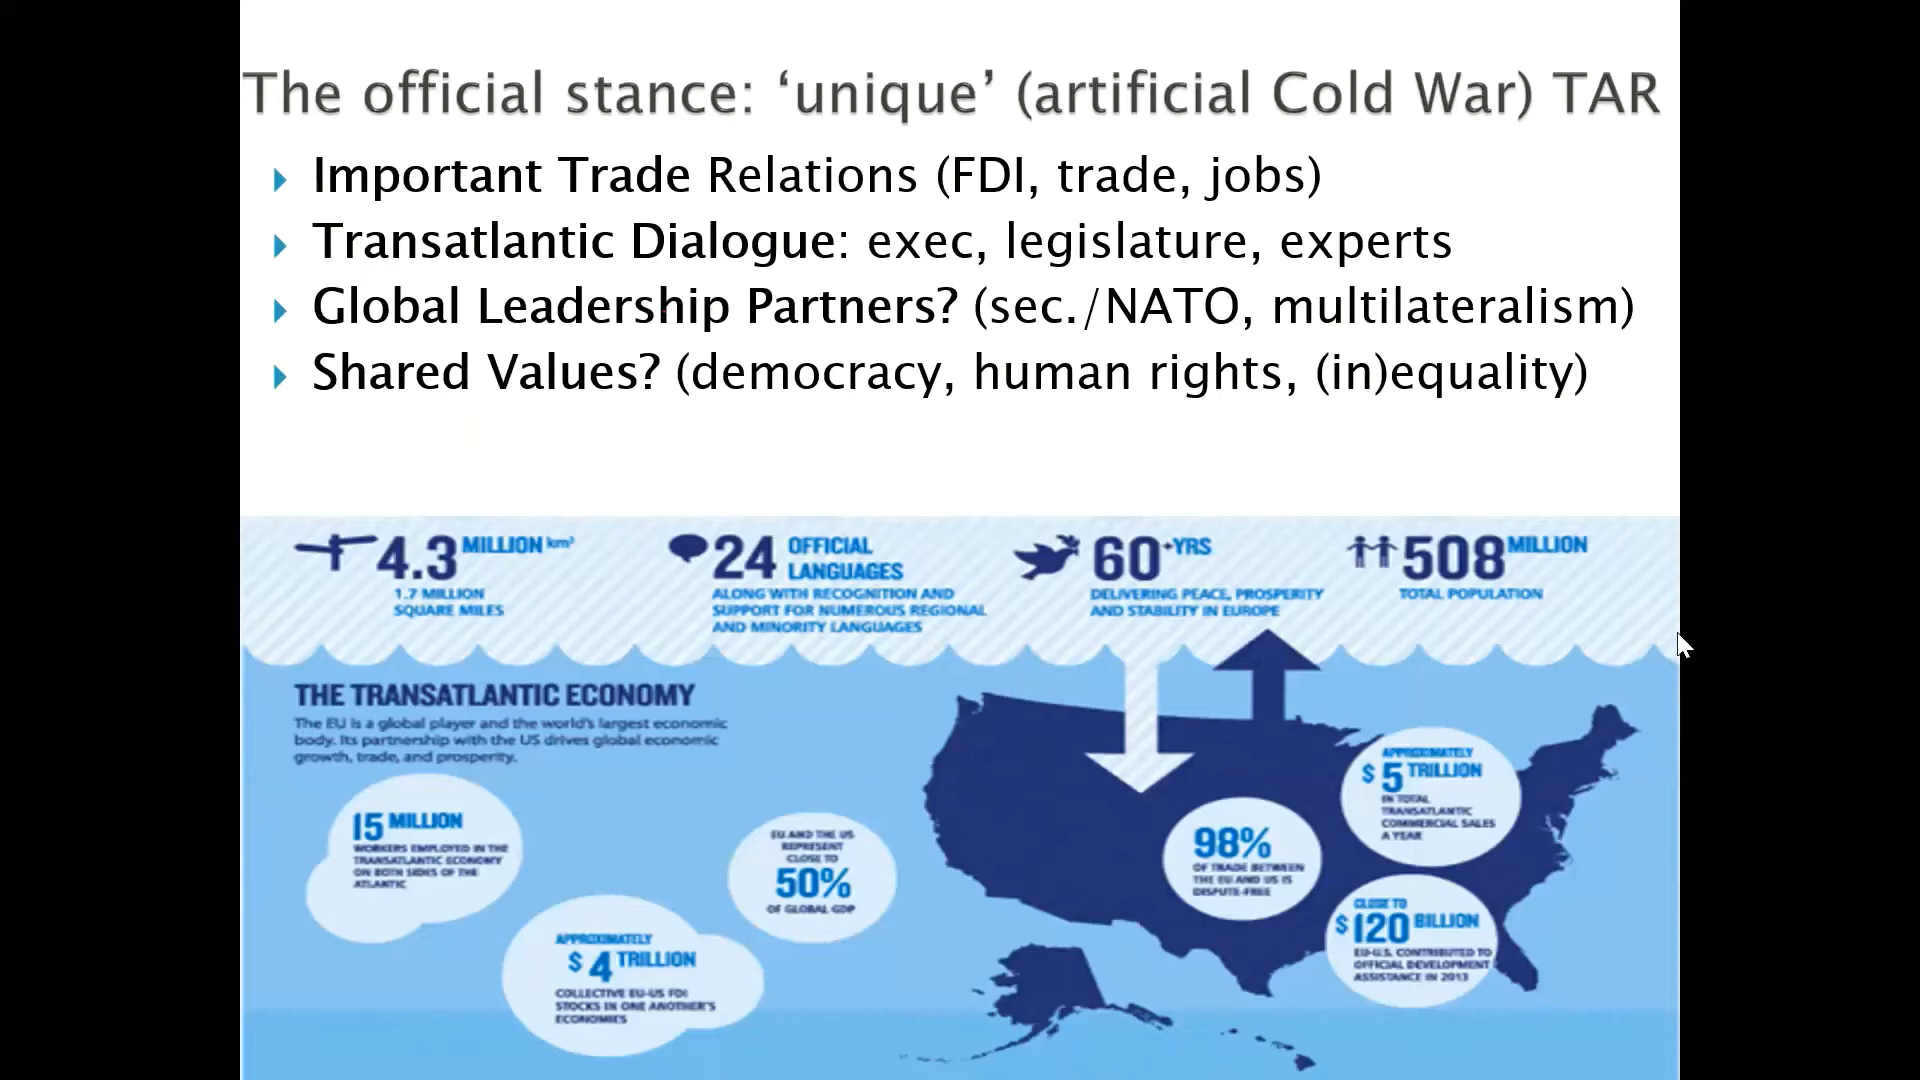 The official stance: ‘unique’ (artificial Cold War) TAR
Important Trade Relations (FDI, trade, jobs)
Transatlantic Dialogue: exec, legislature, experts
Global Leadership Partners? (sec./NATO, multilateralism)
Shared Values? (democracy, human rights, (in)equality)
4.3 MILLION km²
1.7 MILLION
SQUARE MILES
24 OFFICIAL
LANGUAGES
ALONG WITH RECOGNITION AND
SUPPORT FOR NUMEROUS REGIONAL
AND MINORITY LANGUAGES
60+YRS
DELIVERING PEACE, PROSPERITY
AND STABILITY IN EUROPE
508 MILLION
TOTAL POPULATION
THE TRANSATLANTIC ECONOMY
The EU is a global player and the world's largest economic
body. Its partnership with the US drives global economic
growth, trade, and prosperity.
15 MILLION
WORKERS EMPLOYED IN THE
TRANSATLANTIC ECONOMY
ON BOTH SIDES OF THE
ATLANTIC
APPROXIMATELY
$4 TRILLION
COLLECTIVE EU-US FDI
STOCKS IN ONE ANOTHER'S
ECONOMIES
EU AND THE US
REPRESENT
CLOSE TO
50%
OF GLOBAL GDP
98%
OF TRADE BETWEEN
THE EU AND US IS
DISPUTE-FREE
APPROXIMATELY
$5 TRILLION
IN TOTAL
TRANSATLANTIC
COMMERCIAL SALES
A YEAR
CLOSE TO
$120 BILLION
EU-U.S. CONTRIBUTED TO
OFFICIAL DEVELOPMENT
ASSISTANCE IN 2013